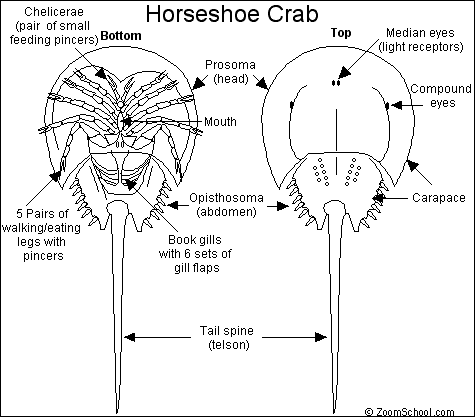 Horseshoe Crab
Chelicerae
(pair of small
feeding pincers)
Bottom
Prosoma
(head)
Top
Median eyes
(light receptors)
Compound
eyes
Mouth
5 Pairs of
walking/eating
legs with
pincers
Opisthosoma
(abdomen)
Carapace
Book gills
with 6 sets of
gill flaps
Tail spine
(telson)
© ZoomSchool.com